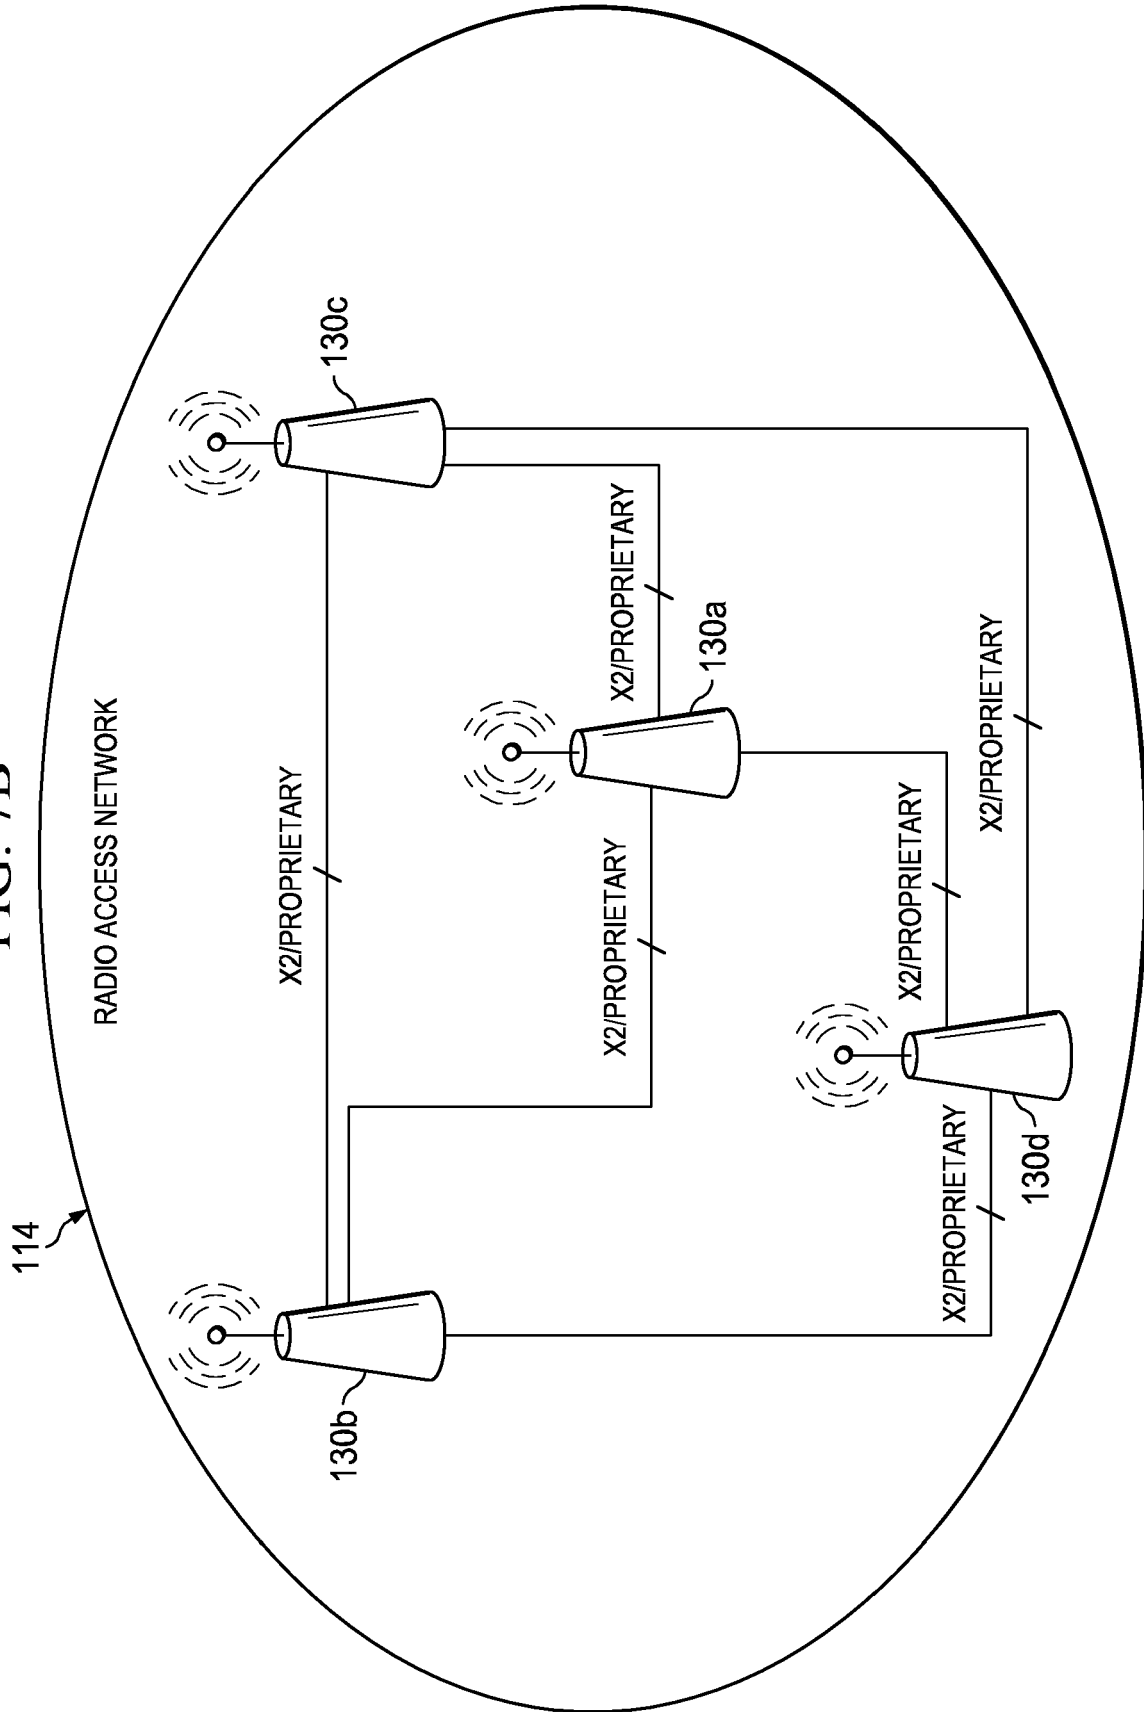 FIG. 7B
114
RADIO ACCESS NETWORK
X2/PROPRIETARY
130b
130c
X2/PROPRIETARY
X2/PROPRIETARY
130a
X2/PROPRIETARY
X2/PROPRIETARY
X2/PROPRIETARY
130d